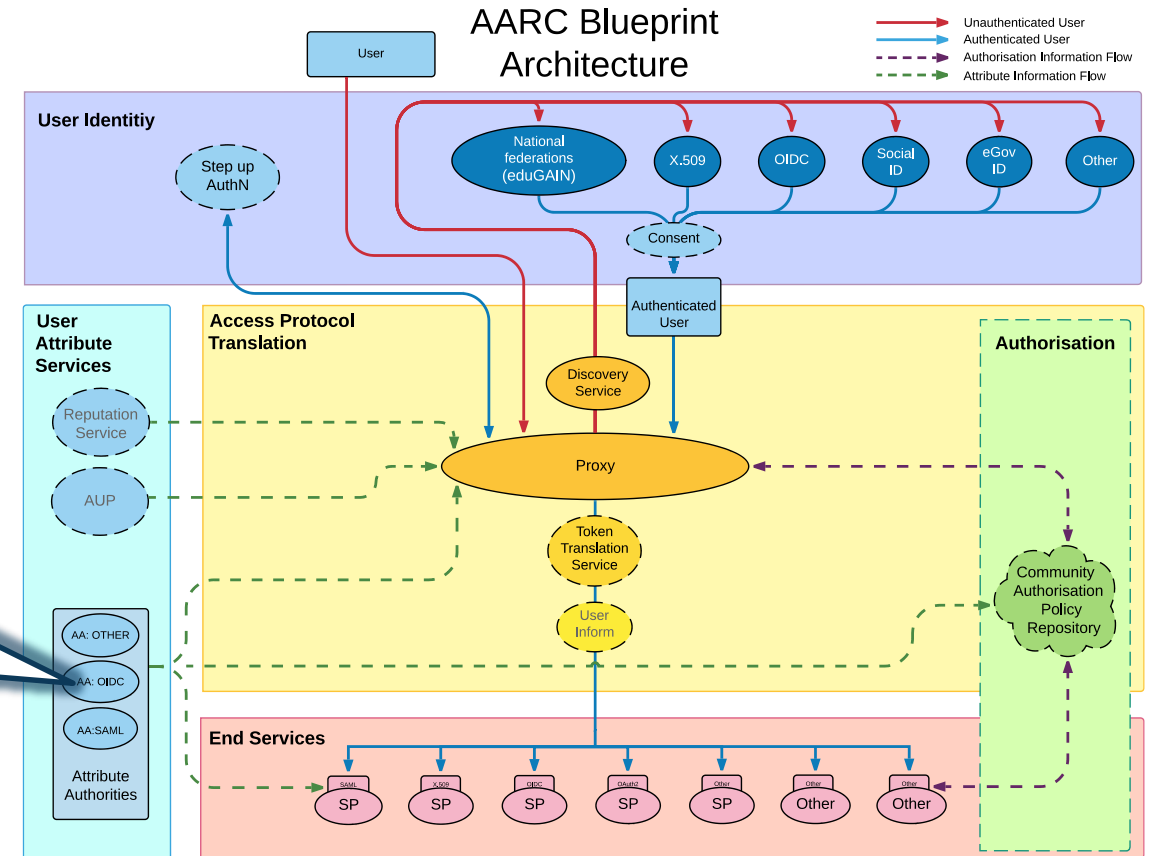 AARC Blueprint
Architecture
Unauthenticated User
Authenticated User
Authorisation Information Flow
Attribute Information Flow
User
User Identitiy
Step up
AuthN
National
federations
(eduGAIN)
X.509
OIDC
Social
ID
eGov
ID
Other
Consent
Authenticated
User
User
Attribute
Services
Access Protocol
Translation
Authorisation
Discovery
Service
Reputation
Service
Proxy
AUP
Token
Translation
Service
Community
Authorisation
Policy
Repository
User
Inform
AA: OTHER
AA: OIDC
AA:SAML
Attribute
Authorities
End Services
SAML
SP
X.509
SP
OIDC
SP
OAuth2
SP
Other
SP
Other
Other
Other
Other